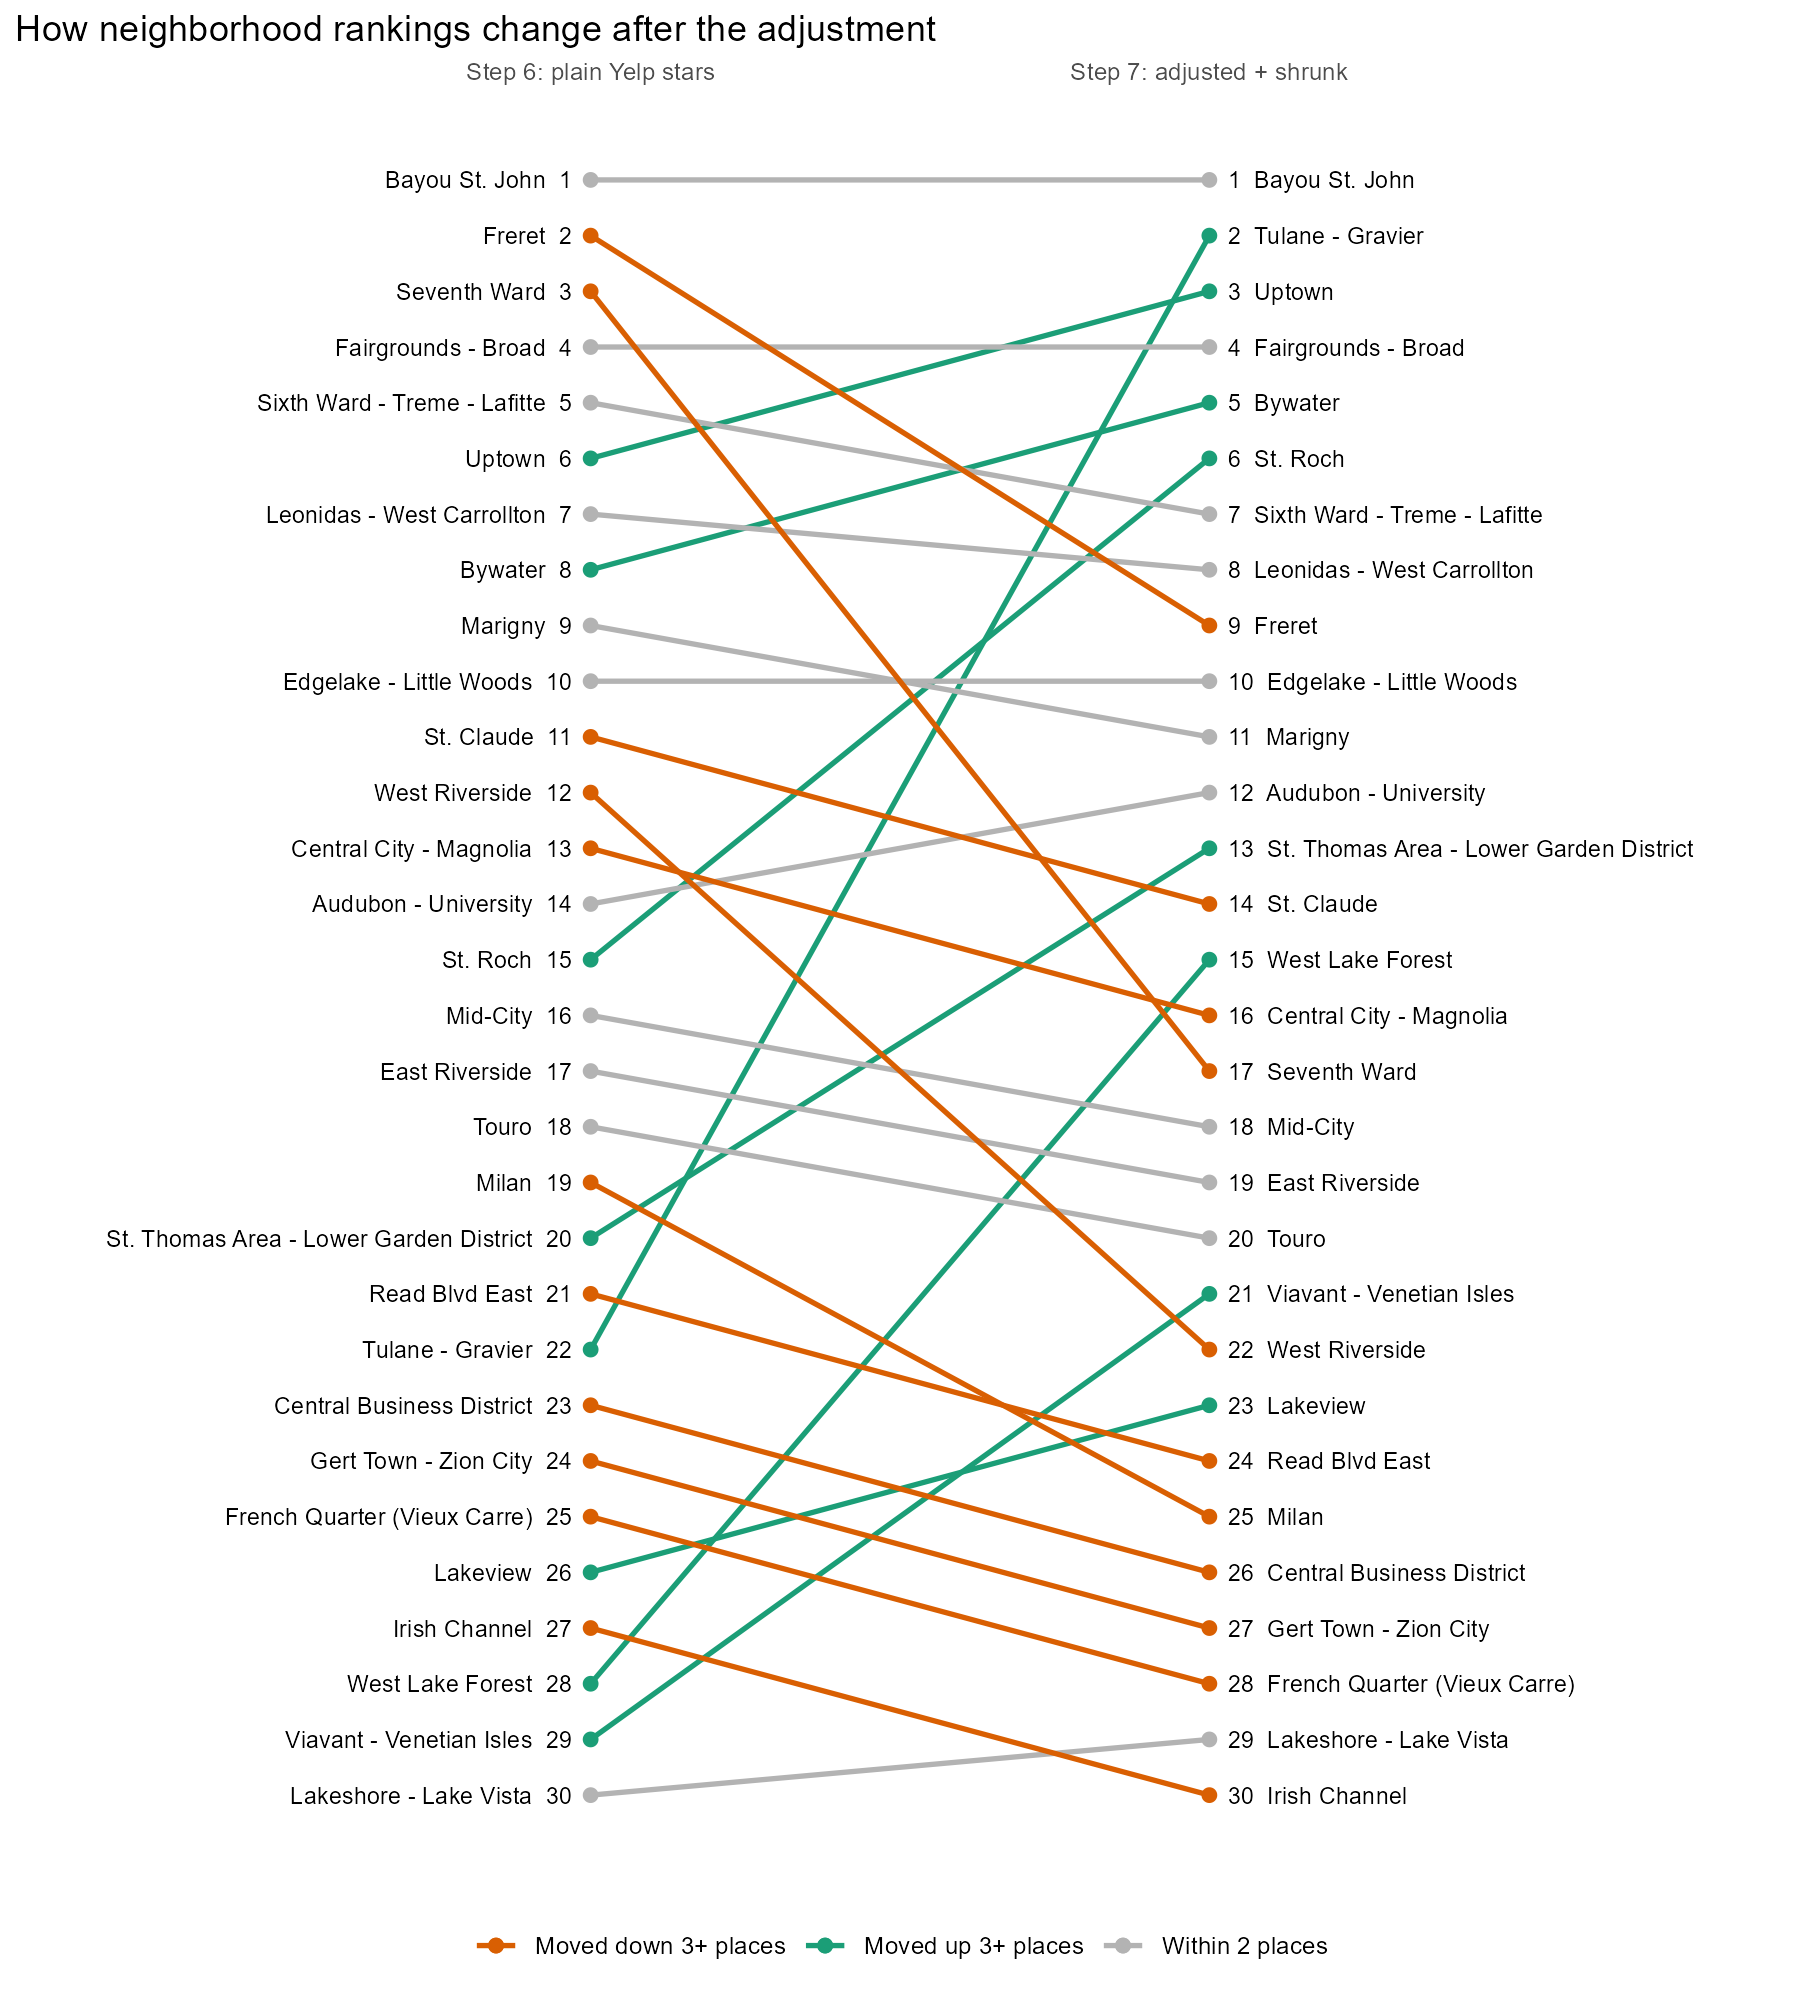 How neighborhood rankings change after the adjustment
Step 6: plain Yelp stars Step 7: adjusted + shrunk
Bayou St. John 1 1 Bayou St. John
Freret 2 2 Tulane - Gravier
Seventh Ward 3 3 Uptown
Fairgrounds - Broad 4 4 Fairgrounds - Broad
Sixth Ward - Treme - Lafitte 5 5 Bywater
Uptown 6 6 St. Roch
Leonidas - West Carrollton 7 7 Sixth Ward - Treme - Lafitte
Bywater 8 8 Leonidas - West Carrollton
Marigny 9 9 Freret
Edgelake - Little Woods 10 10 Edgelake - Little Woods
St. Claude 11 11 Marigny
West Riverside 12 12 Audubon - University
Central City - Magnolia 13 13 St. Thomas Area - Lower Garden District
Audubon - University 14 14 St. Claude
St. Roch 15 15 West Lake Forest
Mid-City 16 16 Central City - Magnolia
East Riverside 17 17 Seventh Ward
Touro 18 18 Mid-City
Milan 19 19 East Riverside
St. Thomas Area - Lower Garden District 20 20 Touro
Read Blvd East 21 21 Viavant - Venetian Isles
Tulane - Gravier 22 22 West Riverside
Central Business District 23 23 Lakeview
Gert Town - Zion City 24 24 Read Blvd East
French Quarter (Vieux Carre) 25 25 Milan
Lakeview 26 26 Central Business District
Irish Channel 27 27 Gert Town - Zion City
West Lake Forest 28 28 French Quarter (Vieux Carre)
Viavant - Venetian Isles 29 29 Lakeshore - Lake Vista
Lakeshore - Lake Vista 30 30 Irish Channel
Moved down 3+ places Moved up 3+ places Within 2 places